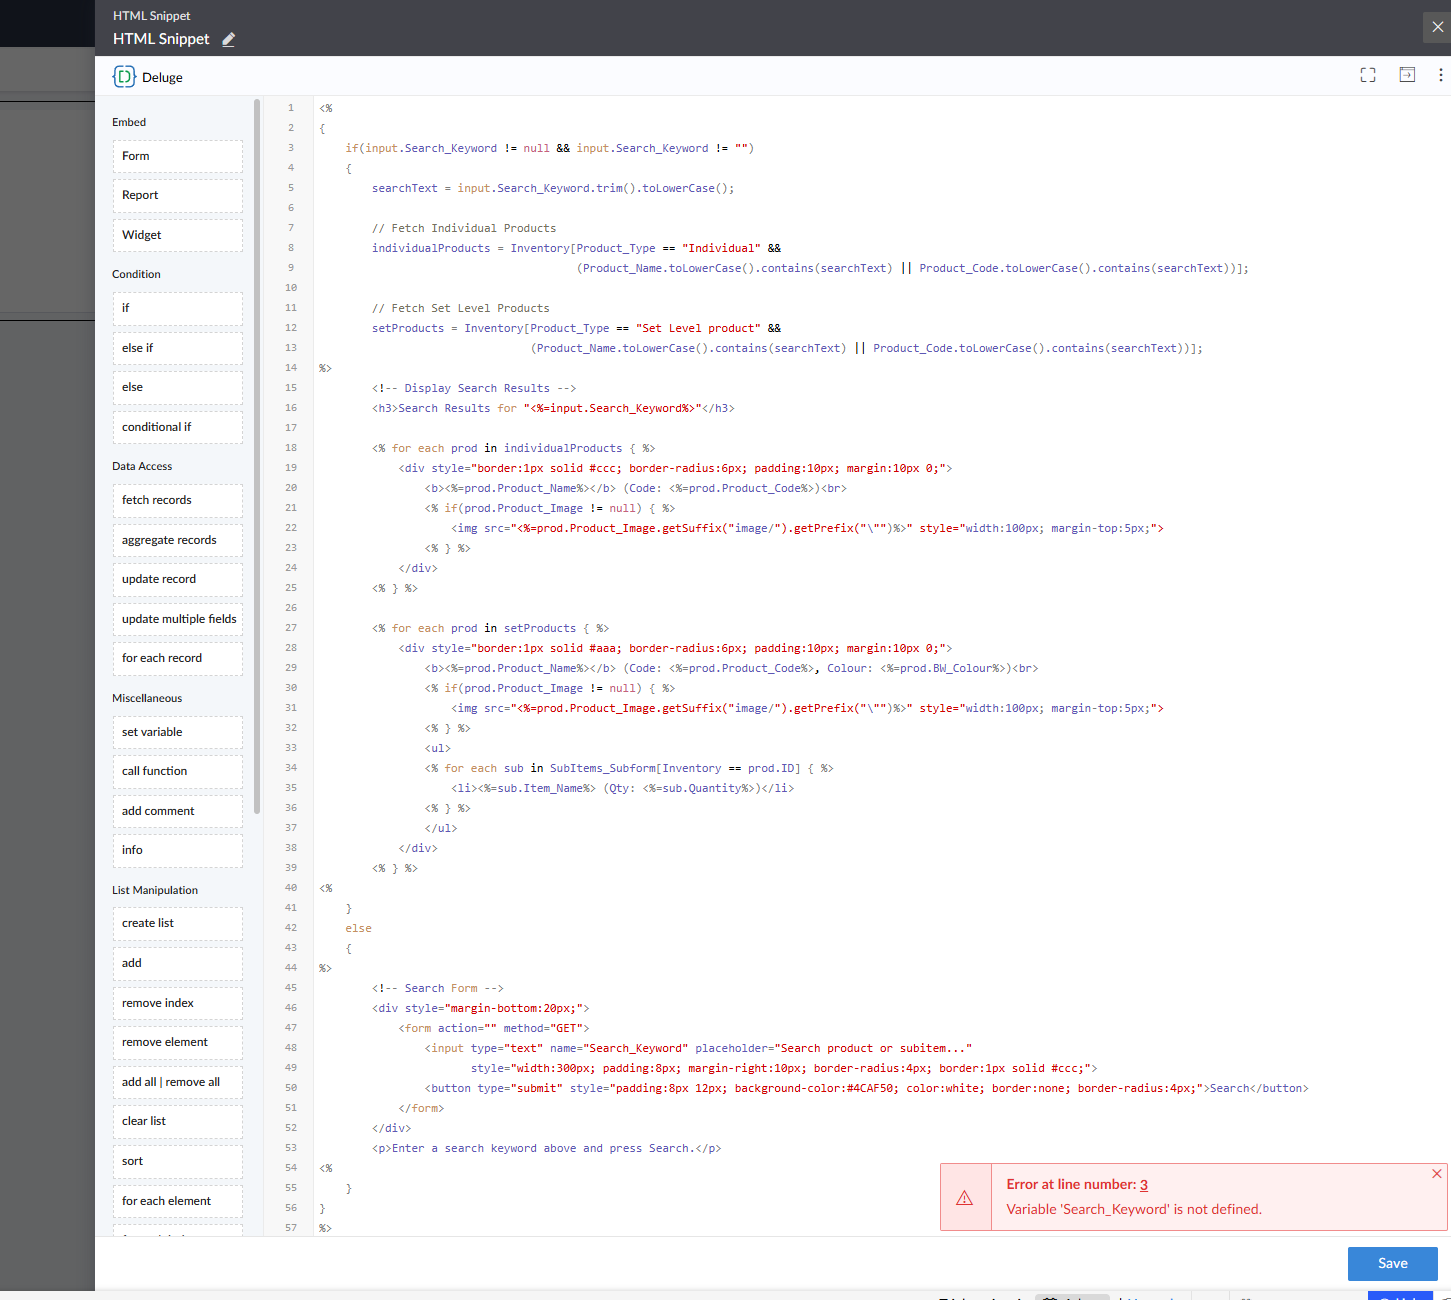 HTML Snippet
HTML Snippet
Deluge
Embed
Form
Report
Widget
Condition
if
else if
else
conditional if
Data Access
fetch records
aggregate records
update record
update multiple fields
for each record
Miscellaneous
set variable
call function
add comment
info
List Manipulation
create list
add
remove index
remove element
add all | remove all
clear list
sort
for each element
1 <%
2 {
3 if(input.Search_Keyword != null && input.Search_Keyword != "")
4 {
5 searchText = input.Search_Keyword.trim().toLowerCase();
6
7 // Fetch Individual Products
8 individualProducts = Inventory[Product_Type == "Individual" &&
9 (Product_Name.toLowerCase().contains(searchText) || Product_Code.toLowerCase().contains(searchText))];
10
11 // Fetch Set Level Products
12 setProducts = Inventory[Product_Type == "Set Level product" &&
13 (Product_Name.toLowerCase().contains(searchText) || Product_Code.toLowerCase().contains(searchText))];
14 %>
15 <!-- Display Search Results -->
16 <h3>Search Results for "<%=input.Search_Keyword%>"</h3>
17
18 <% for each prod in individualProducts { %>
19 <div style="border:1px solid #ccc; border-radius:6px; padding:10px; margin:10px 0;">
20 <b><%=prod.Product_Name%></b> (Code: <%=prod.Product_Code%>)<br>
21 <% if(prod.Product_Image != null) { %>
22 <img src="<%=prod.Product_Image.getSuffix("image/").getPrefix("\"")%>" style="width:100px; margin-top:5px;">
23 <% } %>
24 </div>
25 <% } %>
26
27 <% for each prod in setProducts { %>
28 <div style="border:1px solid #aaa; border-radius:6px; padding:10px; margin:10px 0;">
29 <b><%=prod.Product_Name%></b> (Code: <%=prod.Product_Code%>, Colour: <%=prod.BW_Colour%>)<br>
30 <% if(prod.Product_Image != null) { %>
31 <img src="<%=prod.Product_Image.getSuffix("image/").getPrefix("\"")%>" style="width:100px; margin-top:5px;">
32 <% } %>
33 <ul>
34 <% for each sub in SubItems_Subform[Inventory == prod.ID] { %>
35 <li><%=sub.Item_Name%> (Qty: <%=sub.Quantity%>)</li>
36 <% } %>
37 </ul>
38 </div>
39 <% } %>
40 <%
41 }
42 else
43 {
44 %>
45 <!-- Search Form -->
46 <div style="margin-bottom:20px;">
47 <form action="" method="GET">
48 <input type="text" name="Search_Keyword" placeholder="Search product or subitem..."
49 style="width:300px; padding:8px; margin-right:10px; border-radius:4px; border:1px solid #ccc;">
50 <button type="submit" style="padding:8px 12px; background-color:#4CAF50; color:white; border:none; border-radius:4px;">Search</button>
51 </form>
52 </div>
53 <p>Enter a search keyword above and press Search.</p>
54 <%
55 }
56 }
57 %>
Error at line number: 3
Variable 'Search_Keyword' is not defined.
Save